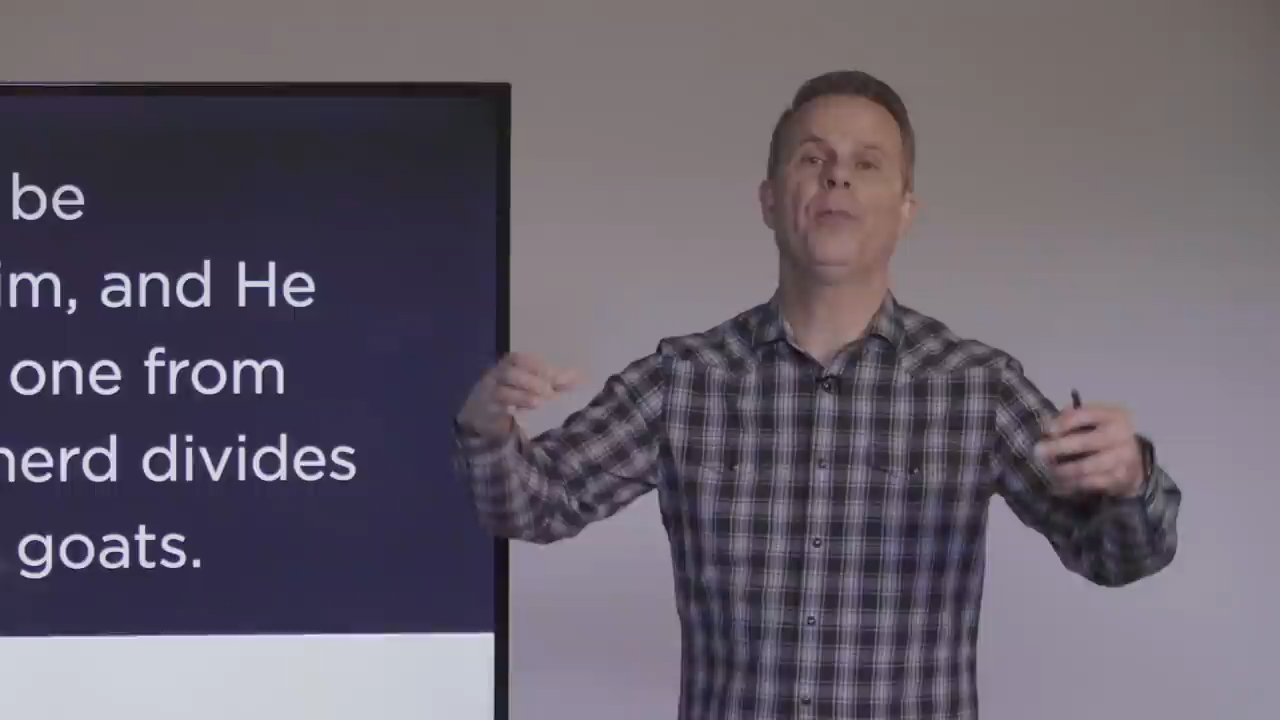 be
im, and He
one from
herd divides
goats.